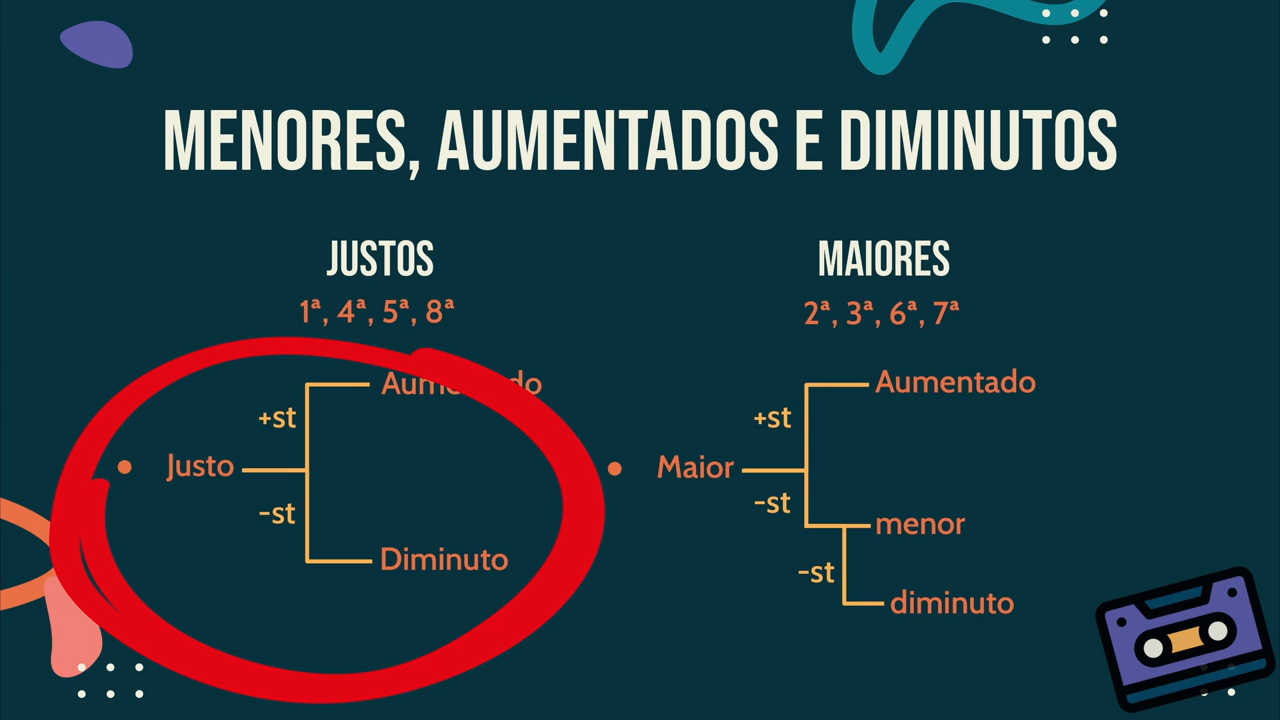 MENORES, AUMENTADOS E DIMINUTOS
JUSTOS
1ª, 4ª, 5ª, 8ª
Justo
+st
-st
Aumentado
Diminuto
MAIORES
2ª, 3ª, 6ª, 7ª
Maior
+st
-st
Aumentado
menor
-st
diminuto